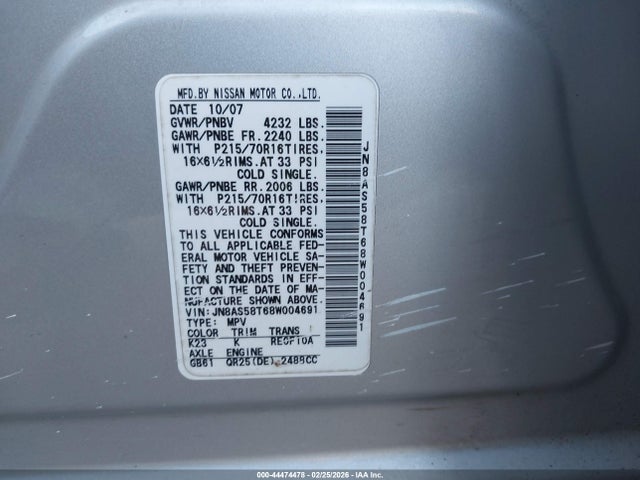 MFD.BY NISSAN MOTOR CO.,LTD.
DATE 10/07
GVWR/PNBV 4232 LBS.
GAWR/PNBE FR. 2240 LBS.
WITH P215/70R16TIRES,
16X6½RIMS.AT 33 PSI
COLD SINGLE.
GAWR/PNBE RR. 2006 LBS.
WITH P215/70R16TIRES,
16X6½RIMS.AT 33 PSI
COLD SINGLE.
THIS VEHICLE CONFORMS
TO ALL APPLICABLE FED-
ERAL MOTOR VEHICLE SA-
FETY AND THEFT PREVEN-
TION STANDARDS IN EFF-
ECT ON THE DATE OF MA-
NUFACTURE SHOWN ABOVE.
VIN:JN8AS58T68W004691
TYPE: MPV
COLOR TRIM TRANS
K23 K RE0F10A
AXLE ENGINE
GB61 QR25(DE) 2488CC
JN8AS58T68W004691
000-44474478 - 02/25/2026 - IAA Inc.